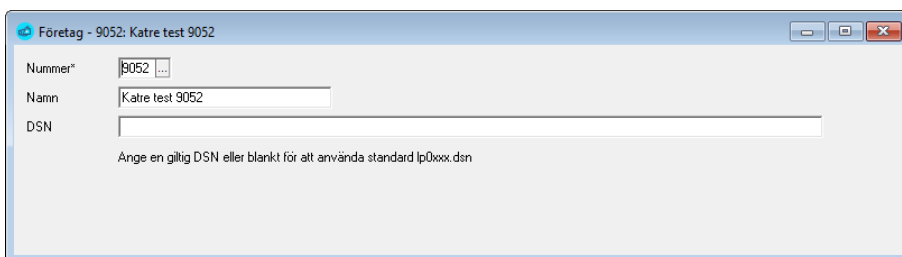 Företag - 9052: Katre test 9052
Nummer* 9052 ...
Namn Katre test 9052
DSN
Ange en giltig DSN eller blankt för att använda standard lp0xxx.dsn